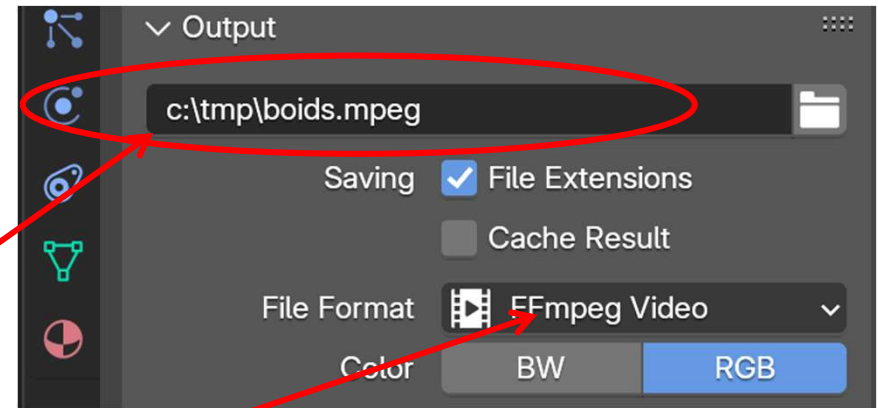 Output
c:\tmp\boids.mpeg
Saving File Extensions
Cache Result
File Format FFmpeg Video
Color BW RGB